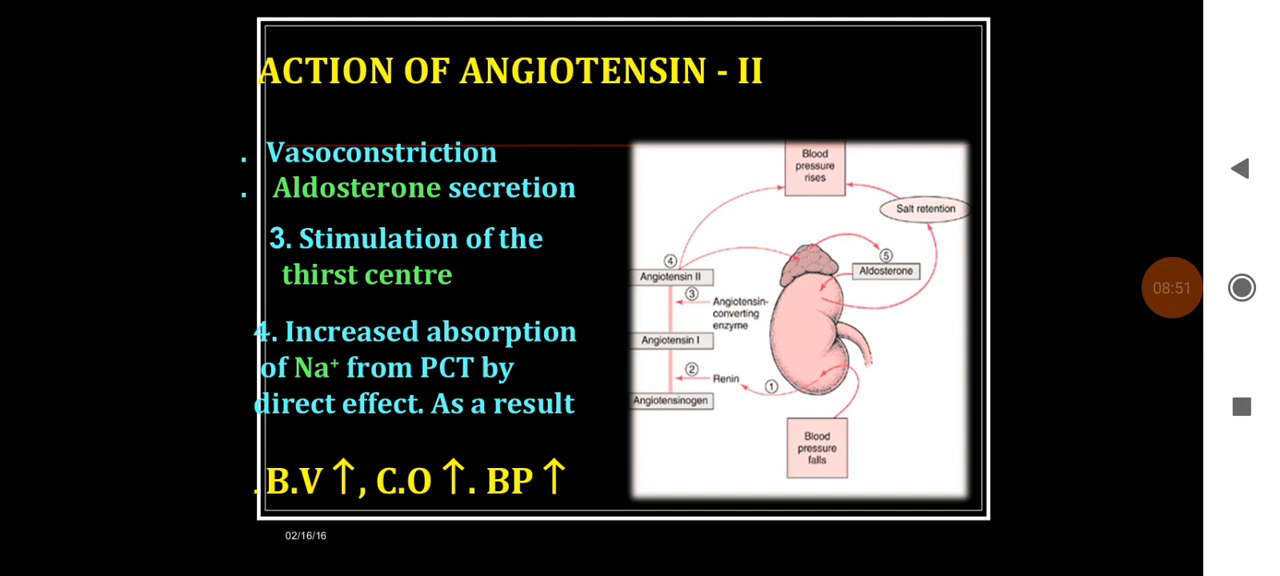 ACTION OF ANGIOTENSIN - II
. Vasoconstriction
. Aldosterone secretion
3. Stimulation of the
thirst centre
4. Increased absorption
of Na⁺ from PCT by
direct effect. As a result
. B.V ↑, C.O ↑. BP ↑
Blood
pressure
rises
Salt retention
④
⑤
Angiotensin II
Aldosterone
③
Angiotensin-
converting
enzyme
Angiotensin I
②
Renin
①
Angiotensinogen
Blood
pressure
falls
02/16/16
08:51